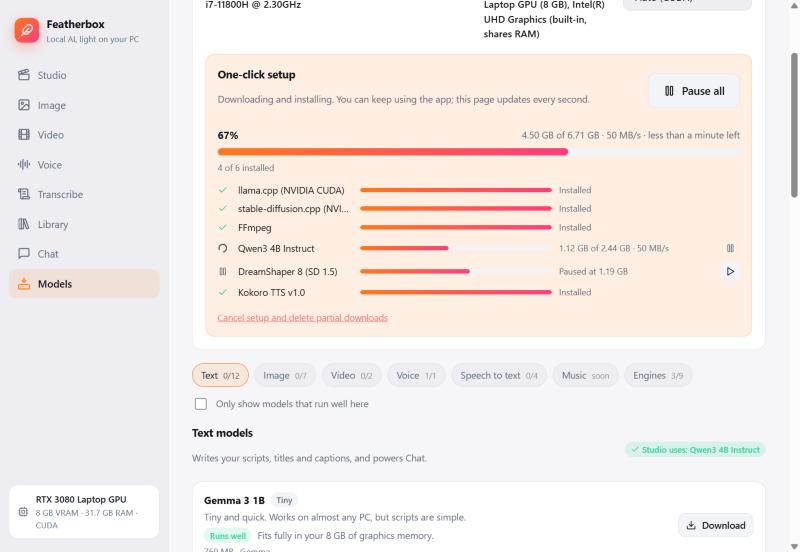 Featherbox
Local AI, light on your PC
Studio
Image
Video
Voice
Transcribe
Library
Chat
Models
RTX 3080 Laptop GPU
8 GB VRAM · 31.7 GB RAM ·
CUDA
i7-11800H @ 2.30GHz
Laptop GPU (8 GB), Intel(R)
UHD Graphics (built-in,
shares RAM)
One-click setup
Downloading and installing. You can keep using the app; this page updates every second.
Pause all
67%
4.50 GB of 6.71 GB · 50 MB/s · less than a minute left
4 of 6 installed
llama.cpp (NVIDIA CUDA) Installed
stable-diffusion.cpp (NVI... Installed
FFmpeg Installed
Qwen3 4B Instruct 1.12 GB of 2.44 GB · 50 MB/s
DreamShaper 8 (SD 1.5) Paused at 1.19 GB
Kokoro TTS v1.0 Installed
Cancel setup and delete partial downloads
Text 0/12 Image 0/7 Video 0/2 Voice 1/1 Speech to text 0/4 Music soon Engines 3/9
Only show models that run well here
Text models
Writes your scripts, titles and captions, and powers Chat.
Studio uses: Qwen3 4B Instruct
Gemma 3 1B Tiny
Tiny and quick. Works on almost any PC, but scripts are simple.
Runs well Fits fully in your 8 GB of graphics memory.
Download